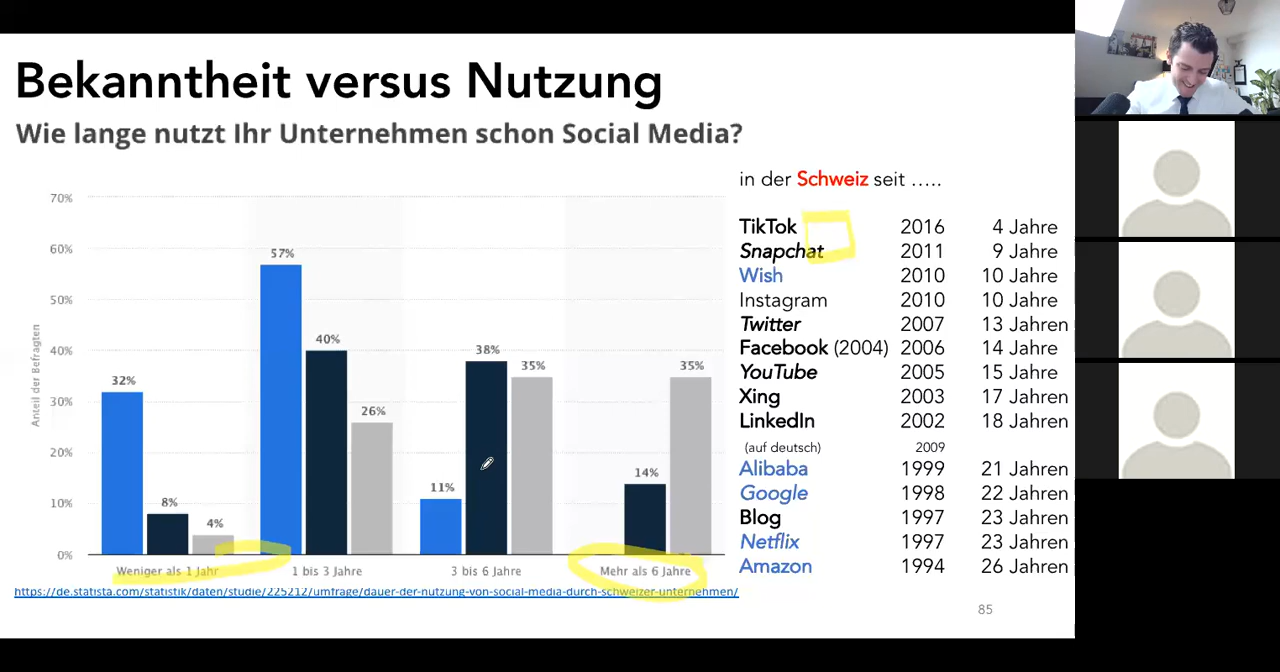 Bekanntheit versus Nutzung
Wie lange nutzt Ihr Unternehmen schon Social Media?
Anteil der Befragten
70%
60%
50%
40%
30%
20%
10%
0%
32%
8%
4%
57%
40%
26%
11%
38%
35%
14%
35%
Weniger als 1 Jahr
1 bis 3 Jahre
3 bis 6 Jahre
Mehr als 6 Jahre
https://de.statista.com/statistik/daten/studie/225212/umfrage/dauer-der-nutzung-von-social-media-durch-schweizer-unternehmen/
in der Schweiz seit …..
TikTok 2016 4 Jahre
Snapchat 2011 9 Jahre
Wish 2010 10 Jahre
Instagram 2010 10 Jahre
Twitter 2007 13 Jahren
Facebook (2004) 2006 14 Jahre
YouTube 2005 15 Jahre
Xing 2003 17 Jahren
LinkedIn 2002 18 Jahren
(auf deutsch) 2009
Alibaba 1999 21 Jahren
Google 1998 22 Jahren
Blog 1997 23 Jahren
Netflix 1997 23 Jahren
Amazon 1994 26 Jahren
85